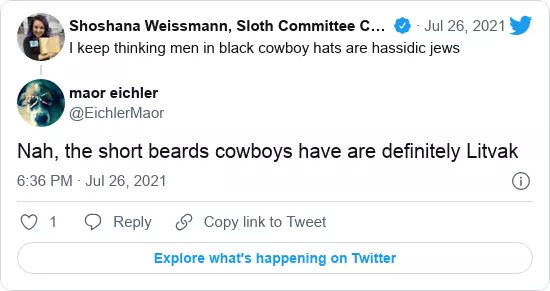 Shoshana Weissmann, Sloth Committee C... · Jul 26, 2021
I keep thinking men in black cowboy hats are hassidic jews
maor eichler
@EichlerMaor
Nah, the short beards cowboys have are definitely Litvak
6:36 PM · Jul 26, 2021
1 Reply Copy link to Tweet
Explore what's happening on Twitter